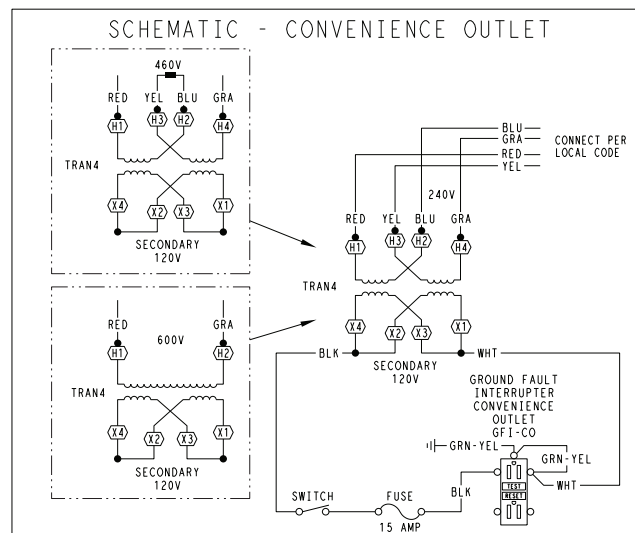 SCHEMATIC - CONVENIENCE OUTLET
460V
RED YEL BLU GRA
H1 H3 H2 H4
TRAN4
X4 X2 X3 X1
SECONDARY
120V
RED GRA
600V
H1 H2
TRAN4
X4 X2 X3 X1
SECONDARY
120V
BLU
GRA
RED
YEL
CONNECT PER
LOCAL CODE
240V
RED YEL BLU GRA
H1 H3 H2 H4
TRAN4
X4 X2 X3 X1
BLK WHT
SECONDARY
120V
GROUND FAULT
INTERRUPTER
CONVENIENCE
OUTLET
GFI-CO
GRN-YEL
GRN-YEL
WHT
BLK
TEST
RESET
SWITCH FUSE
15 AMP